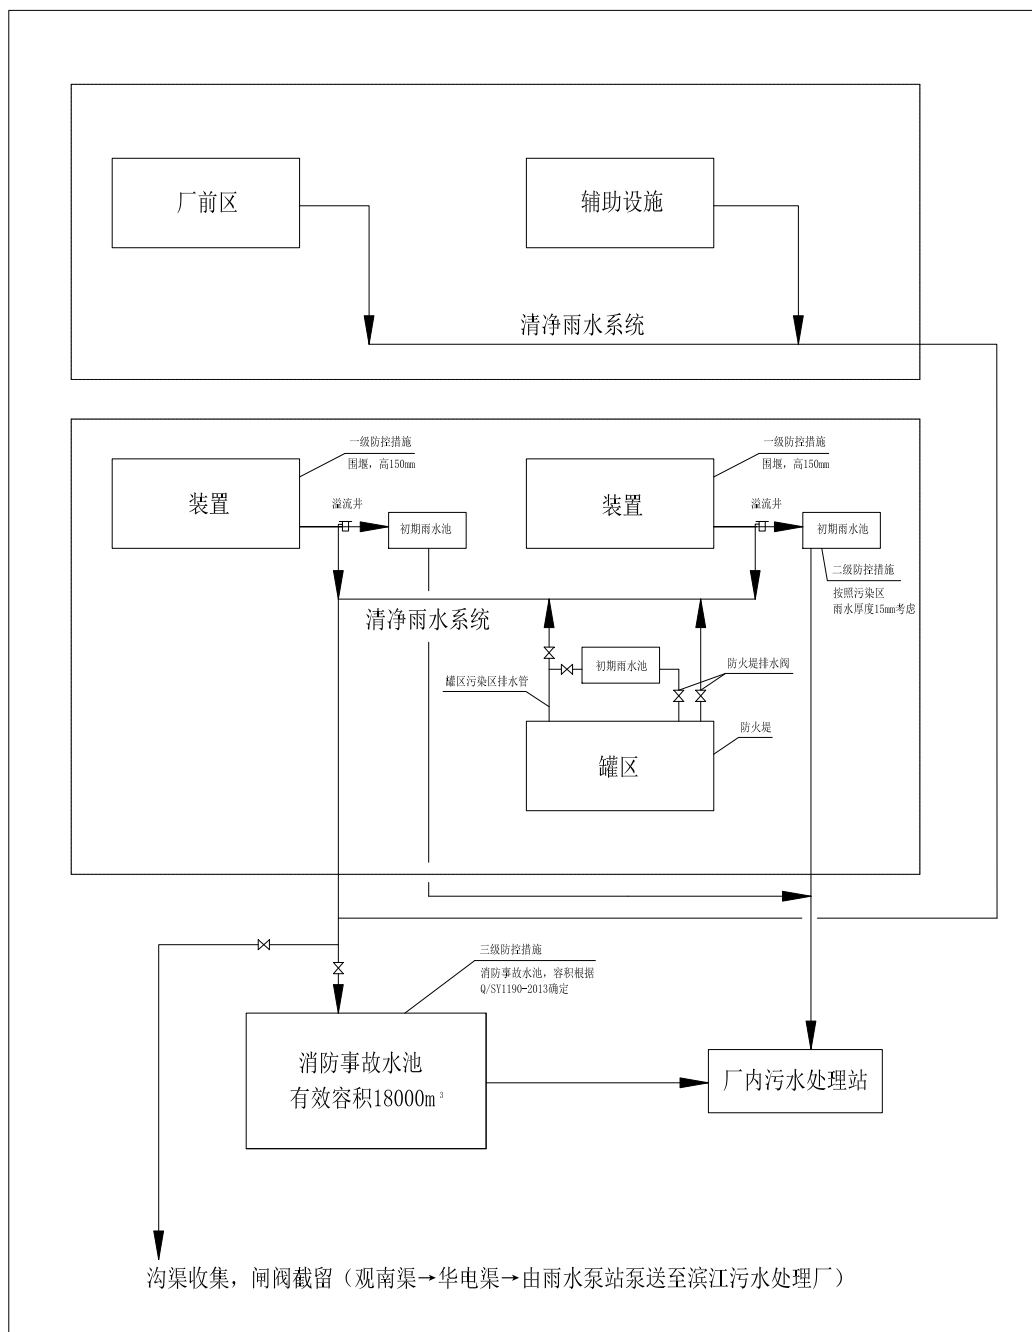 厂前区
辅助设施
清净雨水系统
一级防控措施
围堰，高150mm
一级防控措施
围堰，高150mm
装置
溢流井
初期雨水池
装置
溢流井
初期雨水池
二级防控措施
按照污染区
雨水厚度15mm考虑
清净雨水系统
初期雨水池
防火堤排水阀
罐区污染区排水管
防火堤
罐区
三级防控措施
消防事故水池，容积根据
Q/SY1190-2013确定
消防事故水池
有效容积18000m³
厂内污水处理站
沟渠收集，闸阀截留（观南渠→华电渠→由雨水泵站泵送至滨江污水处理厂）